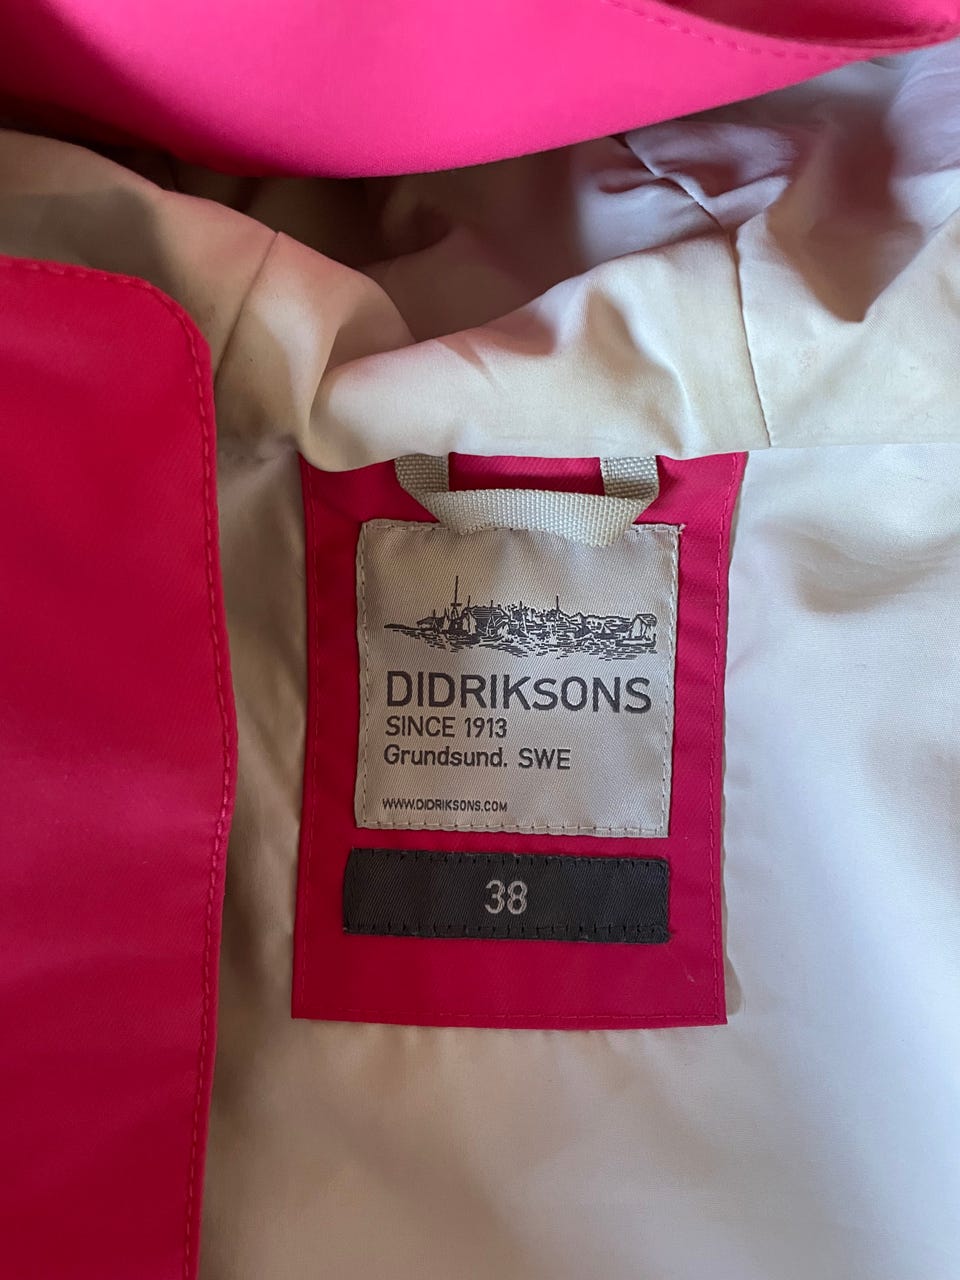 DIDRIKSONS
SINCE 1913
Grundsund. SWE
WWW.DIDRIKSONS.COM
38